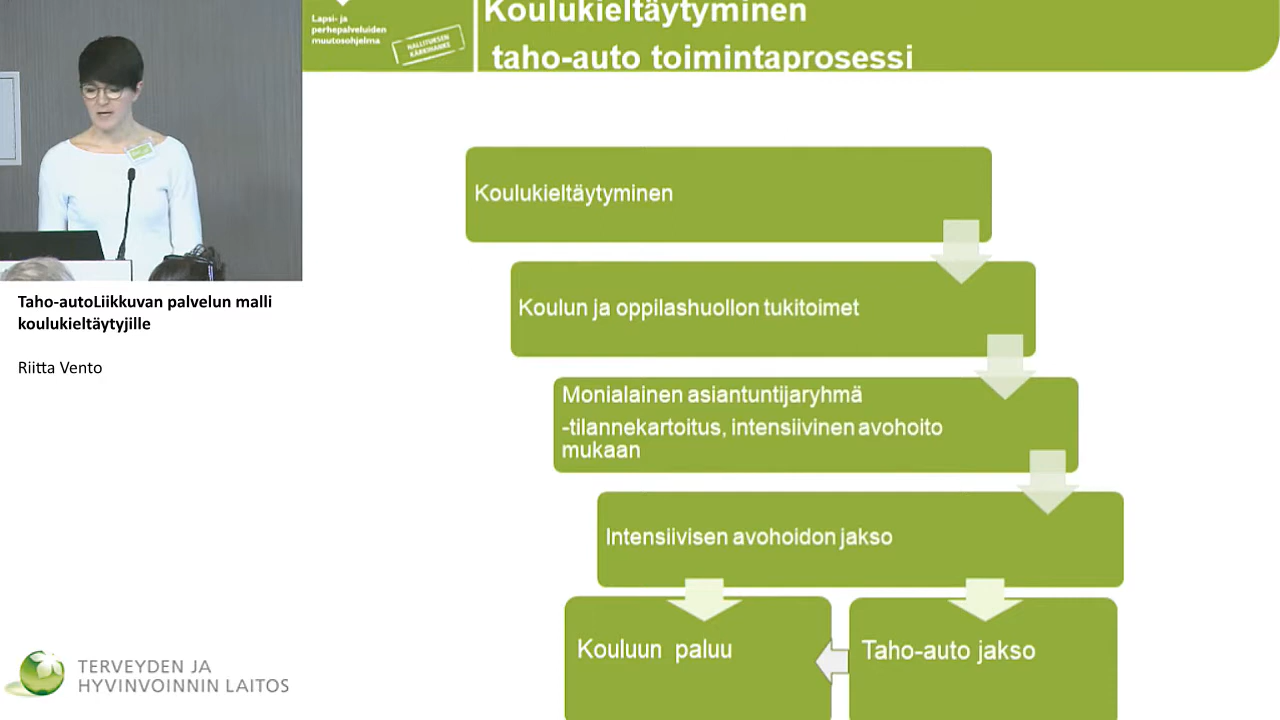 Lapsi- ja
perhepalveluiden
muutosohjelma
HALLITUKSEN
KÄRKIHANKE
Koulukieltäytyminen
taho-auto toimintaprosessi
Koulukieltäytyminen
Koulun ja oppilashuollon tukitoimet
Monialainen asiantuntijaryhmä
-tilannekartoitus, intensiivinen avohoito
mukaan
Intensiivisen avohoidon jakso
Kouluun paluu
Taho-auto jakso
Taho-autoLiikkuvan palvelun malli
koulukieltäytyjille
Riitta Vento
TERVEYDEN JA
HYVINVOINNIN LAITOS